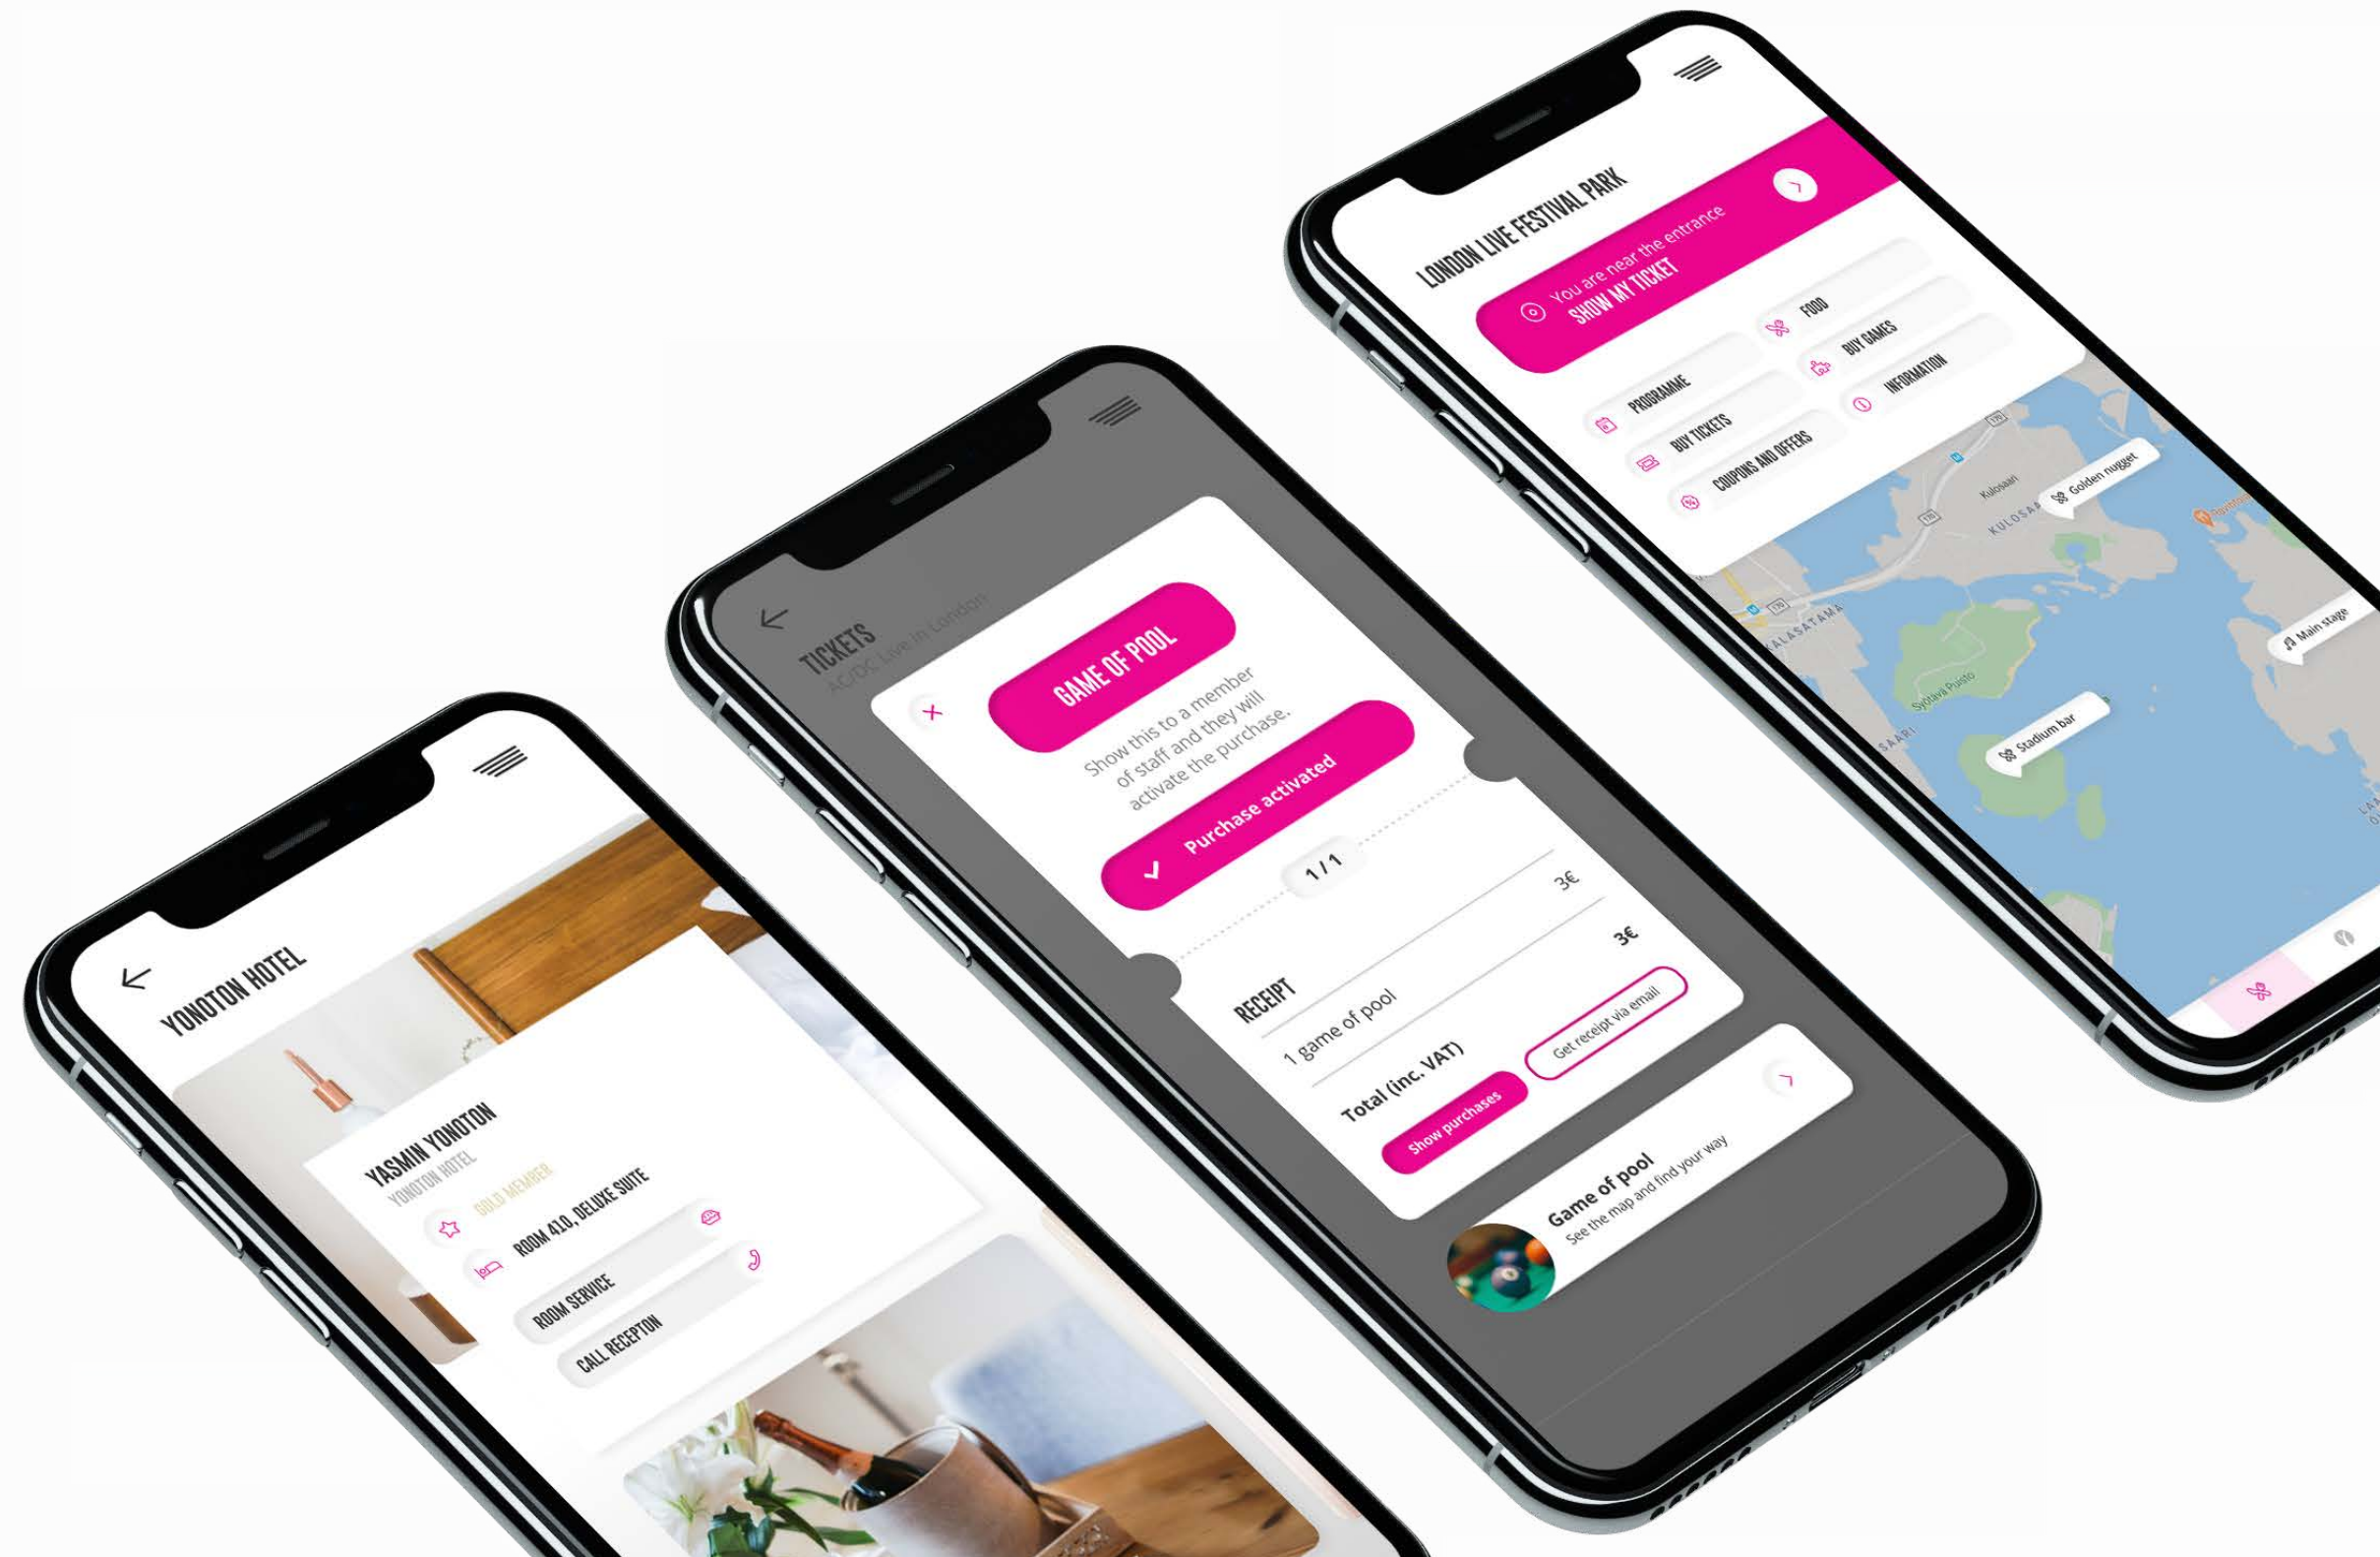 YONOTON HOTEL
YASMIN YONOTON
YONOTON HOTEL
GOLD MEMBER
ROOM 410, DELUXE SUITE
ROOM SERVICE
CALL RECEPTON
TICKETS
AC/DC Live in London
GAME OF POOL
Show this to a member
of staff and they will
activate the purchase.
Purchase activated
1 / 1
RECEIPT
1 game of pool 3€
Total (inc. VAT) 3€
Show purchases
Get receipt via email
Game of pool
See the map and find your way
LONDON LIVE FESTIVAL PARK
You are near the entrance
SHOW MY TICKET
PROGRAMME
FOOD
BUY TICKETS
BUY GAMES
COUPONS AND OFFERS
INFORMATION
170
Kulosaari
Golden nugget
170
170
KALASATAMA
Main stage
Syötävä Puisto
Stadium bar